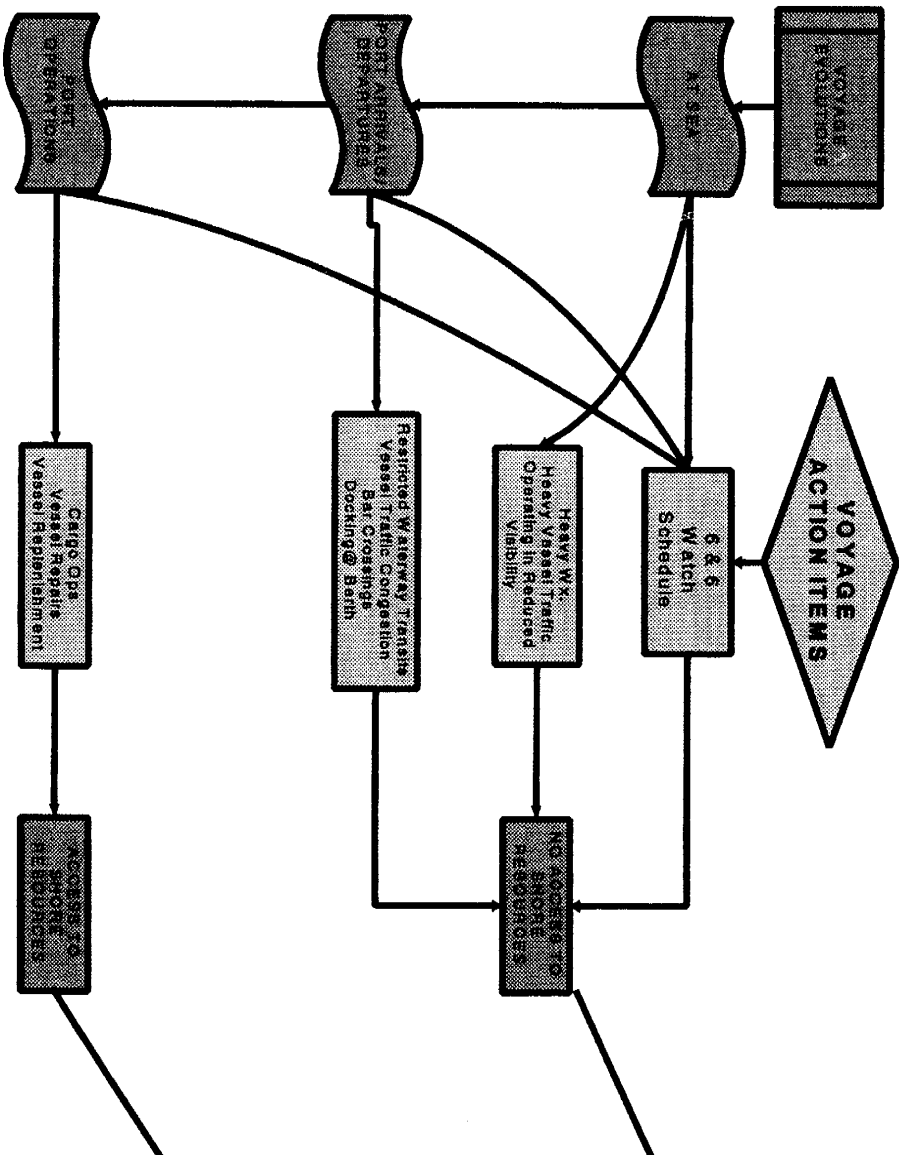 VOYAGE
EVOLUTIONS
VOYAGE
ACTION ITEMS
AT SEA
6 & 6
Watch
Schedule
Heavy Wx.
Heavy Vessel Traffic
Operating in Reduced
Visibility
NO ACCESS TO
SHORE
RESOURCES
PORT ARRIVALS/
DEPARTURES
Restricted Waterway Transits
Vessel Traffic Congestion
Bar Crossings
Docking@ Berth
PORT
OPERATIONS
Cargo Ops
Vessel Repairs
Vessel Replenishment
ACCESS TO
SHORE
RESOURCES